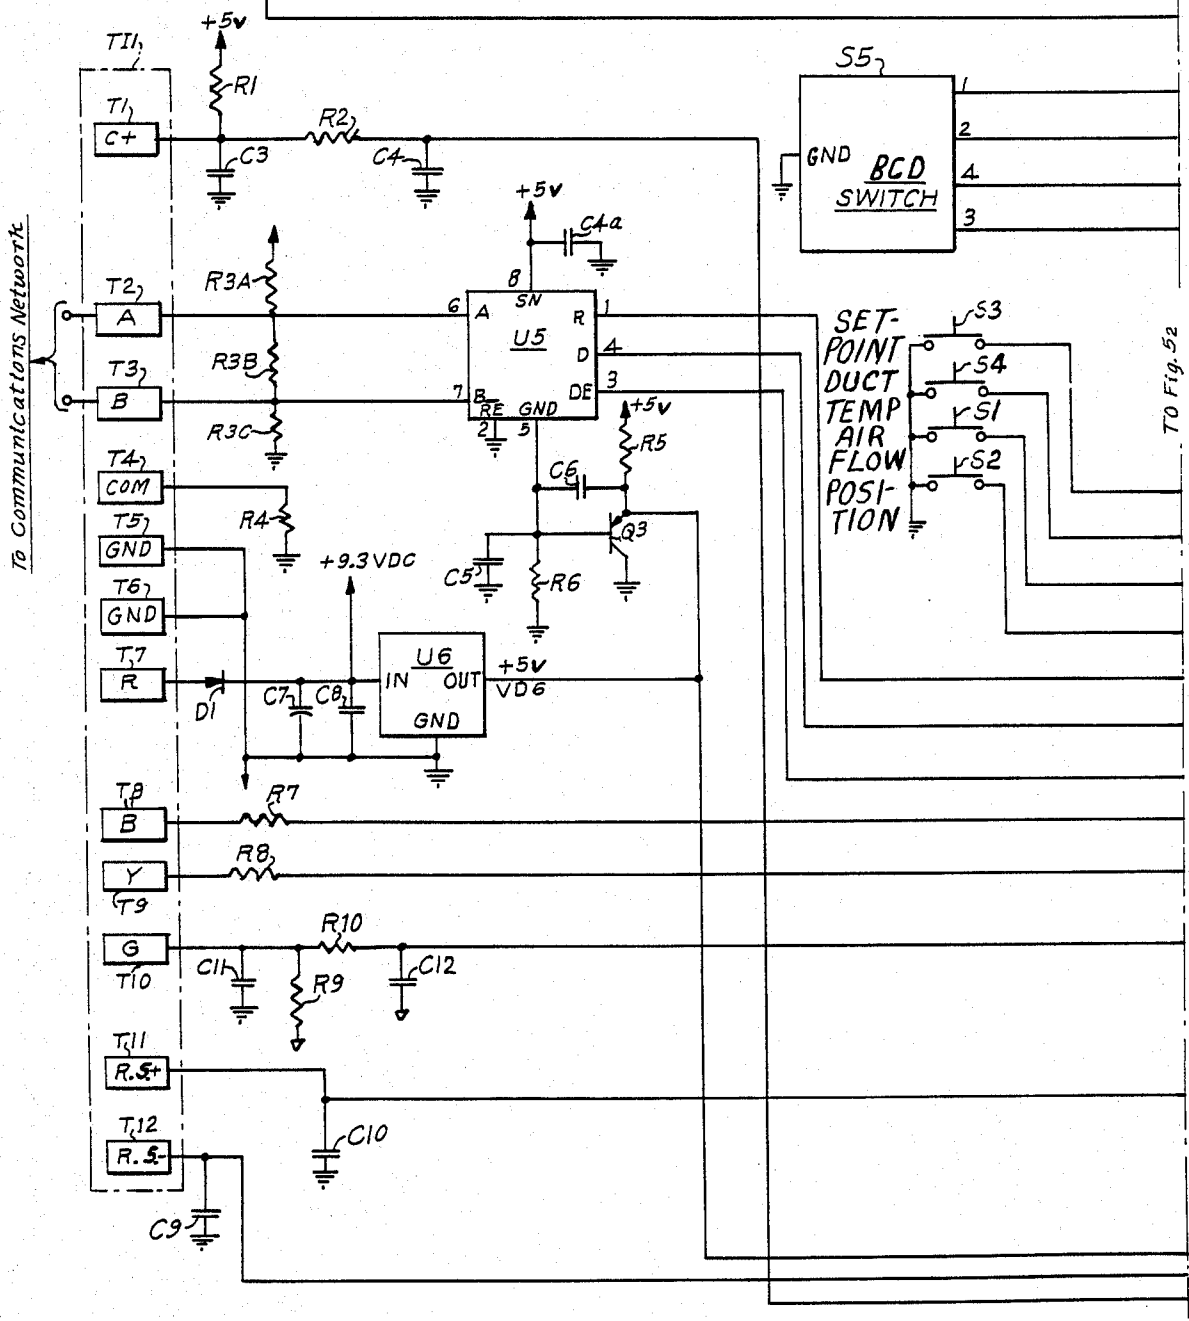 +5v
TI1
R1
T1
C+
R2
C3
C4
S5
1
2
4
3
GND
BCD
SWITCH
+5v
C4a
8
SN
To Communications Network
R3A
T2
A
6
A
U5
R
1
D
4
DE
3
R3B
T3
B
7
B
RE
GND
2
5
R3C
+5v
R5
SET-
POINT
DUCT
TEMP
AIR
FLOW
POSI-
TION
S3
S4
S1
S2
TO Fig. 52
T4
COM
R4
C6
Q3
T5
GND
C5
R6
T6
GND
+9.3VDC
T7
R
D1
C7
C8
U6
IN
OUT
GND
+5v
VD6
T8
B
R7
Y
T9
R8
G
T10
C11
R10
R9
C12
T11
R.S+
C10
T12
R.S-
C9